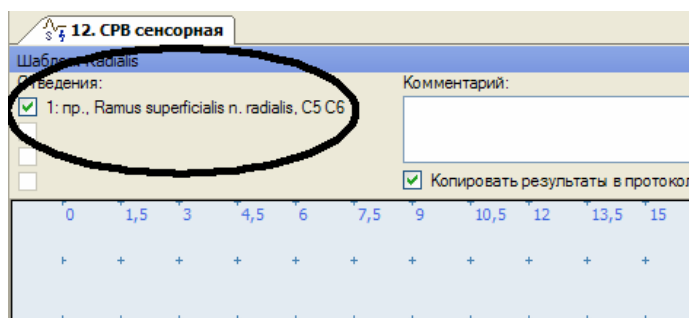 12. СРВ сенсорная
Шаблон: Radialis
Отведения:
Комментарий:
1: пр., Ramus superficialis n. radialis, C5 C6
Копировать результаты в протокол
0 1,5 3 4,5 6 7,5 9 10,5 12 13,5 15